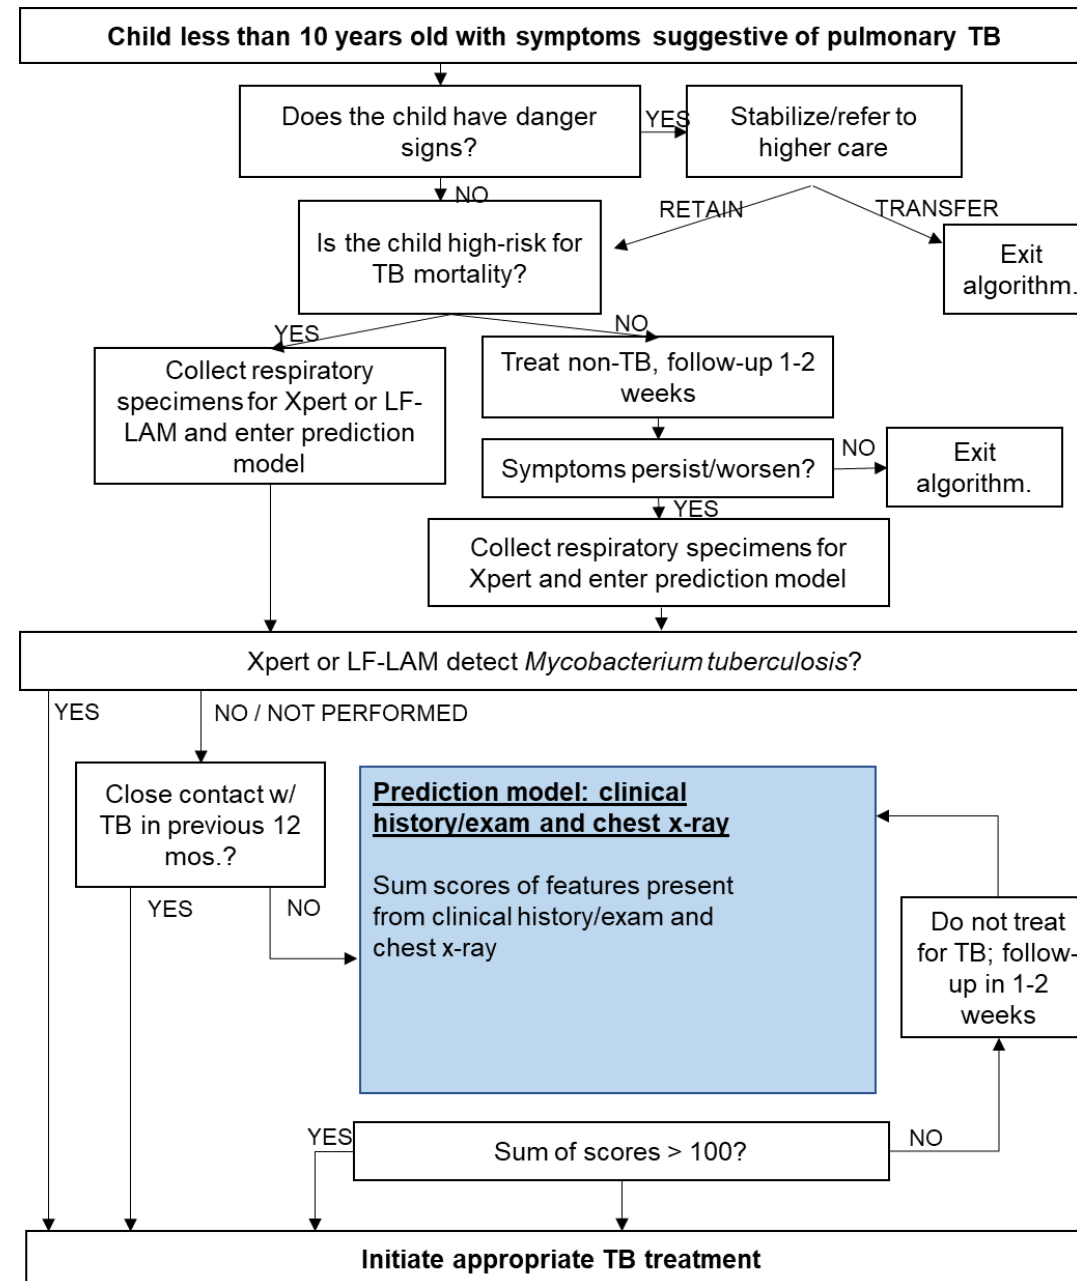 Child less than 10 years old with symptoms suggestive of pulmonary TB
Does the child have danger
signs?
YES
Stabilize/refer to
higher care
NO
RETAIN
TRANSFER
Is the child high-risk for
TB mortality?
Exit
algorithm.
YES
NO
Collect respiratory
specimens for Xpert or LF-
LAM and enter prediction
model
Treat non-TB, follow-up 1-2
weeks
Symptoms persist/worsen?
NO
Exit
algorithm.
YES
Collect respiratory specimens for
Xpert and enter prediction model
Xpert or LF-LAM detect Mycobacterium tuberculosis?
YES
NO / NOT PERFORMED
Close contact w/
TB in previous 12
mos.?
YES
NO
Prediction model: clinical
history/exam and chest x-ray
Sum scores of features present
from clinical history/exam and
chest x-ray
Do not treat
for TB; follow-
up in 1-2
weeks
YES
Sum of scores > 100?
NO
Initiate appropriate TB treatment